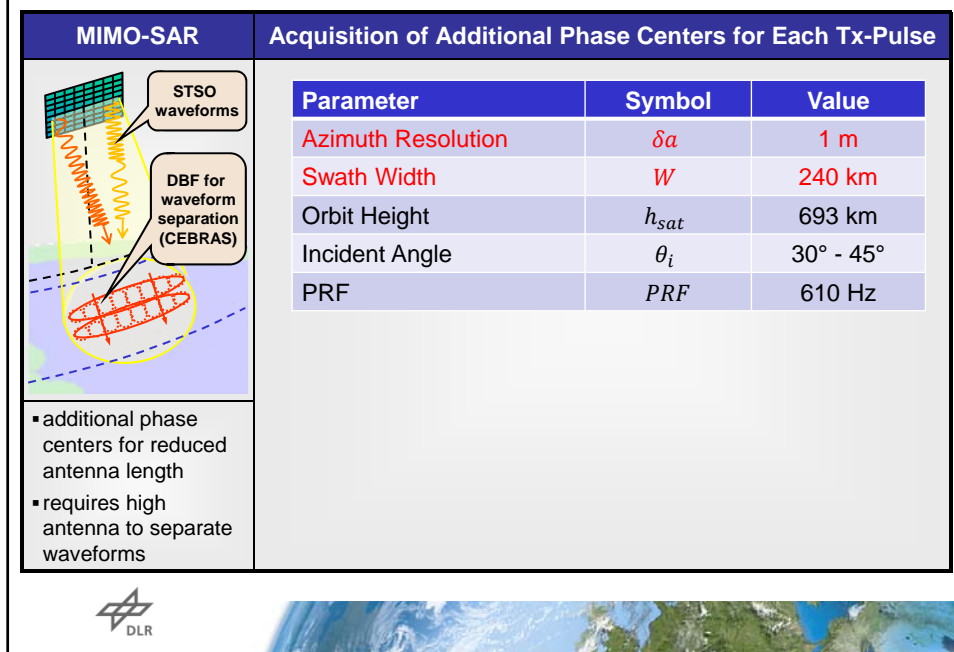 MIMO-SAR
Acquisition of Additional Phase Centers for Each Tx-Pulse
STSO
waveforms
DBF for
waveform
separation
(CEBRAS)
▪ additional phase
centers for reduced
antenna length
▪ requires high
antenna to separate
waveforms
Parameter Symbol Value
Azimuth Resolution δa 1 m
Swath Width W 240 km
Orbit Height h_sat 693 km
Incident Angle θ_i 30° - 45°
PRF PRF 610 Hz
DLR